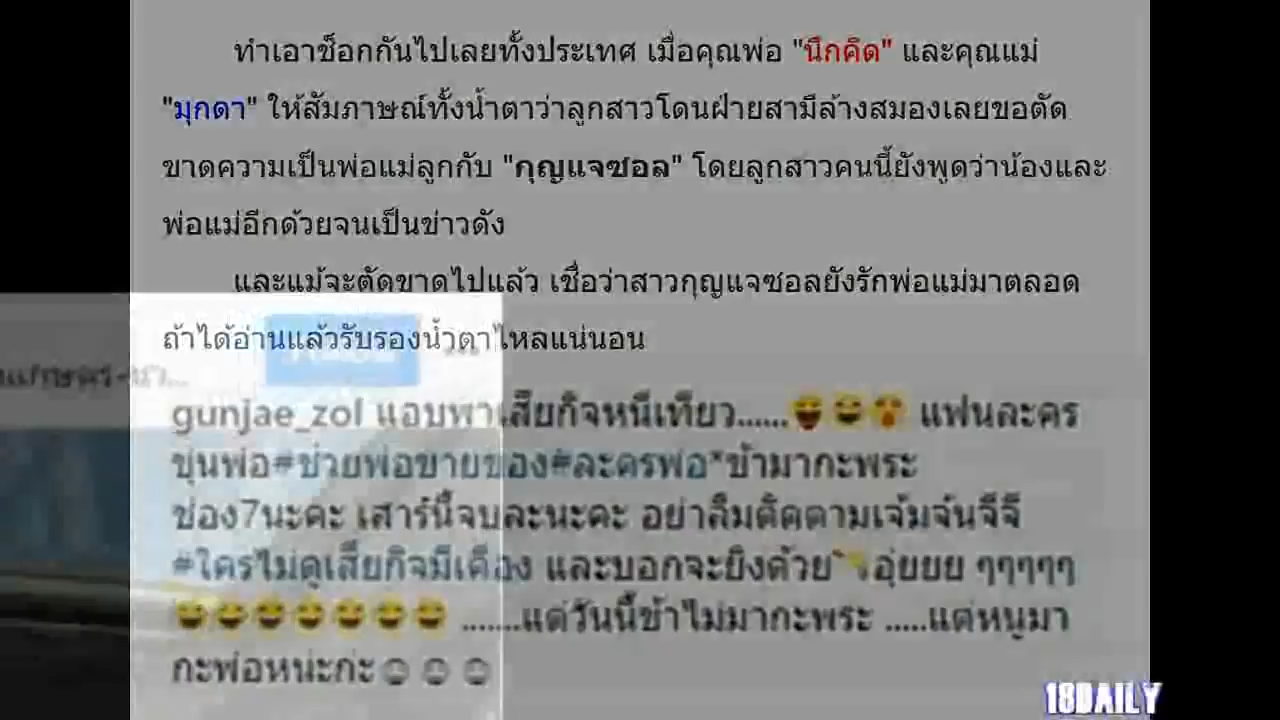 ทำเอาช็อกกันไปเลยทั้งประเทศ เมื่อคุณพ่อ "นึกคิด" และคุณแม่
"มุกดา" ให้สัมภาษณ์ทั้งน้ำตาว่าลูกสาวโดนฝ่ายสามีล้างสมองเลยขอตัด
ขาดความเป็นพ่อแม่ลูกกับ "กุญแจซอล" โดยลูกสาวคนนี้ยังพูดว่าน้องและ
พ่อแม่อีกด้วยจนเป็นข่าวดัง
และแม้จะตัดขาดไปแล้ว เชื่อว่าสาวกุญแจซอลยังรักพ่อแม่มาตลอด
ถ้าได้อ่านแล้วรับรองน้ำตาไหลแน่นอน
gunjae_zol แอบพาเสี่ยกิจหนีเที่ยว......😄😄😲 แฟนละคร
ขุ่นพ่อ#ช่วยพ่อขายของ#ละครพ่อ*ข้ามากะพระ
ช่อง7นะคะ เสาร์นี้จบละนะคะ อย่าลืมติดตามเจ้มจ้นจีจี
#ใครไม่ดูเสี่ยกิจมีเคือง และบอกจะยิงด้วย อุ่ยยย ๆๆๆๆๆ
😄😄😄😄😄😄😄 .......แต่วันนี้ข้าไม่มากะพระ .....แต่หนูมา
กะพ่อหน่ะก่ะ☺☺☺
18DAILY